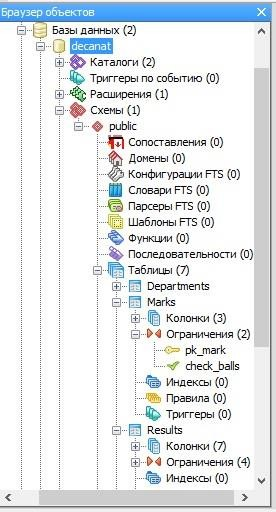 Браузер объектов
Базы данных (2)
decanat
Каталоги (2)
Триггеры по событию (0)
Расширения (1)
Схемы (1)
public
Сопоставления (0)
Домены (0)
Конфигурации FTS (0)
Словари FTS (0)
Парсеры FTS (0)
Шаблоны FTS (0)
Функции (0)
Последовательности (0)
Таблицы (7)
Departments
Marks
Колонки (3)
Ограничения (2)
pk_mark
check_balls
Индексы (0)
Правила (0)
Триггеры (0)
Results
Колонки (7)
Ограничения (4)
Индексы (0)